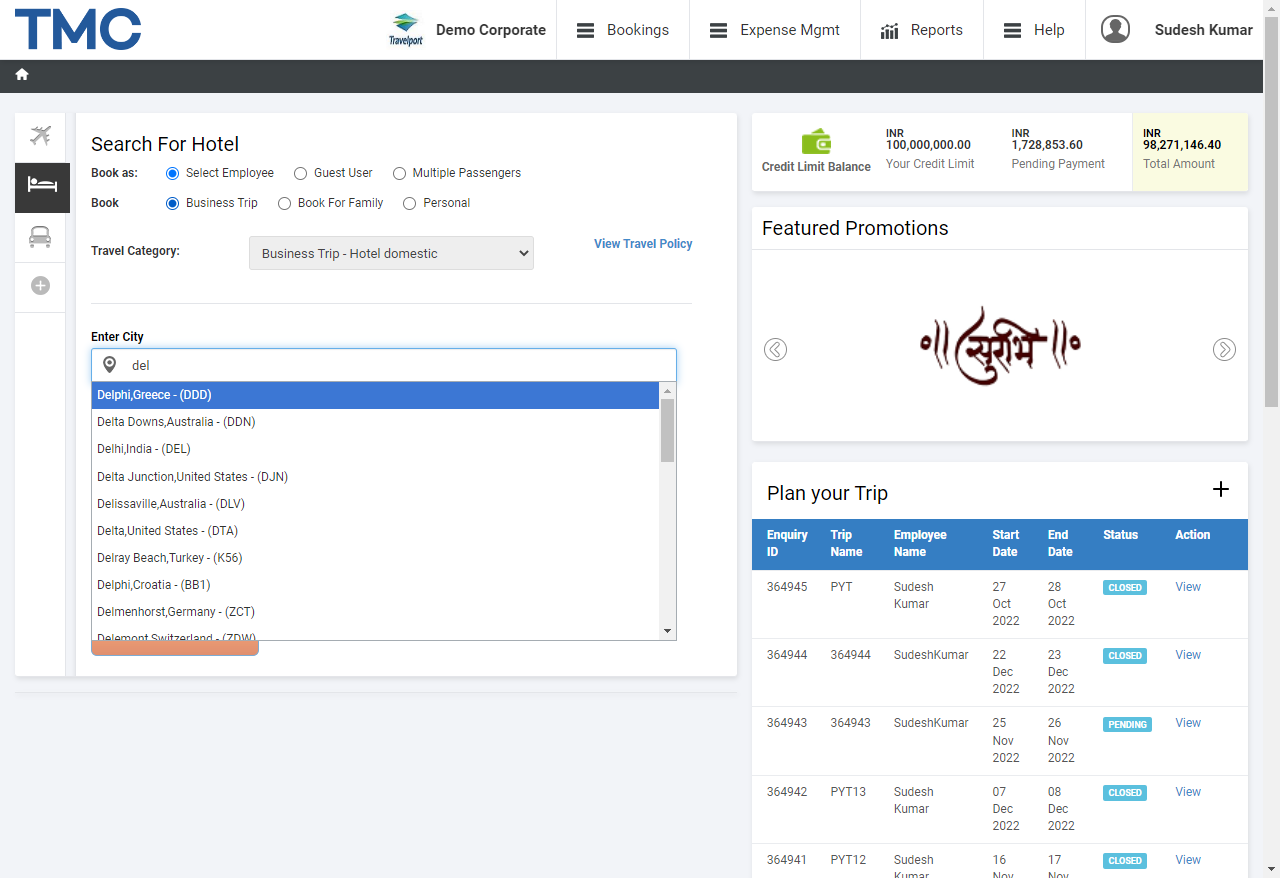 TMC
Travelport
Demo Corporate
Bookings
Expense Mgmt
Reports
Help
Sudesh Kumar
Search For Hotel
Book as:
Select Employee
Guest User
Multiple Passengers
Book
Business Trip
Book For Family
Personal
Travel Category:
Business Trip - Hotel domestic
View Travel Policy
Enter City
del
Delphi,Greece - (DDD)
Delta Downs,Australia - (DDN)
Delhi,India - (DEL)
Delta Junction,United States - (DJN)
Delissaville,Australia - (DLV)
Delta,United States - (DTA)
Delray Beach,Turkey - (K56)
Delphi,Croatia - (BB1)
Delmenhorst,Germany - (ZCT)
Delemont,Switzerland - (ZDW)
Credit Limit Balance
INR
100,000,000.00
Your Credit Limit
INR
1,728,853.60
Pending Payment
INR
98,271,146.40
Total Amount
Featured Promotions
॥सुरभि॥
Plan your Trip
Enquiry ID Trip Name Employee Name Start Date End Date Status Action
364945 PYT Sudesh Kumar 27 Oct 2022 28 Oct 2022 CLOSED View
364944 364944 SudeshKumar 22 Dec 2022 23 Dec 2022 CLOSED View
364943 364943 SudeshKumar 25 Nov 2022 26 Nov 2022 PENDING View
364942 PYT13 Sudesh Kumar 07 Dec 2022 08 Dec 2022 CLOSED View
364941 PYT12 Sudesh Kumar 16 Nov 17 Nov CLOSED View